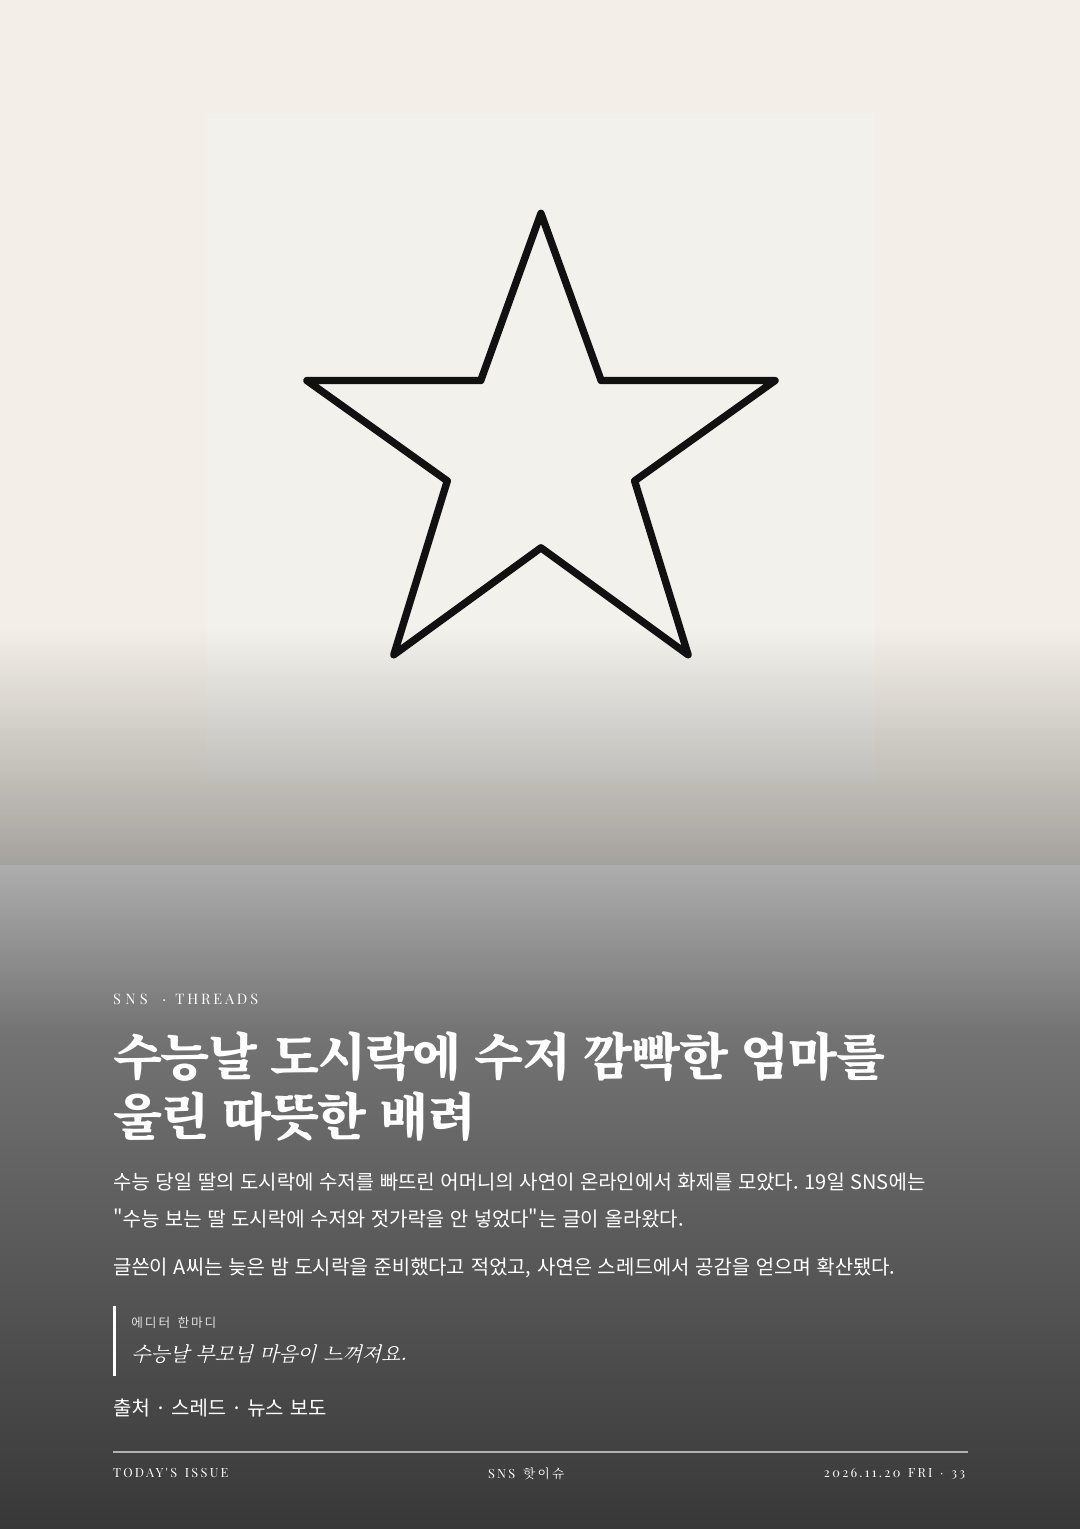 SNS · THREADS
수능날 도시락에 수저 깜빡한 엄마를
울린 따뜻한 배려
수능 당일 딸의 도시락에 수저를 빠뜨린 어머니의 사연이 온라인에서 화제를 모았다. 19일 SNS에는
"수능 보는 딸 도시락에 수저와 젓가락을 안 넣었다"는 글이 올라왔다.
글쓴이 A씨는 늦은 밤 도시락을 준비했다고 적었고, 사연은 스레드에서 공감을 얻으며 확산됐다.
에디터 한마디
수능날 부모님 마음이 느껴져요.
출처 · 스레드 · 뉴스 보도
TODAY'S ISSUE
SNS 핫이슈
2026.11.20 FRI · 33